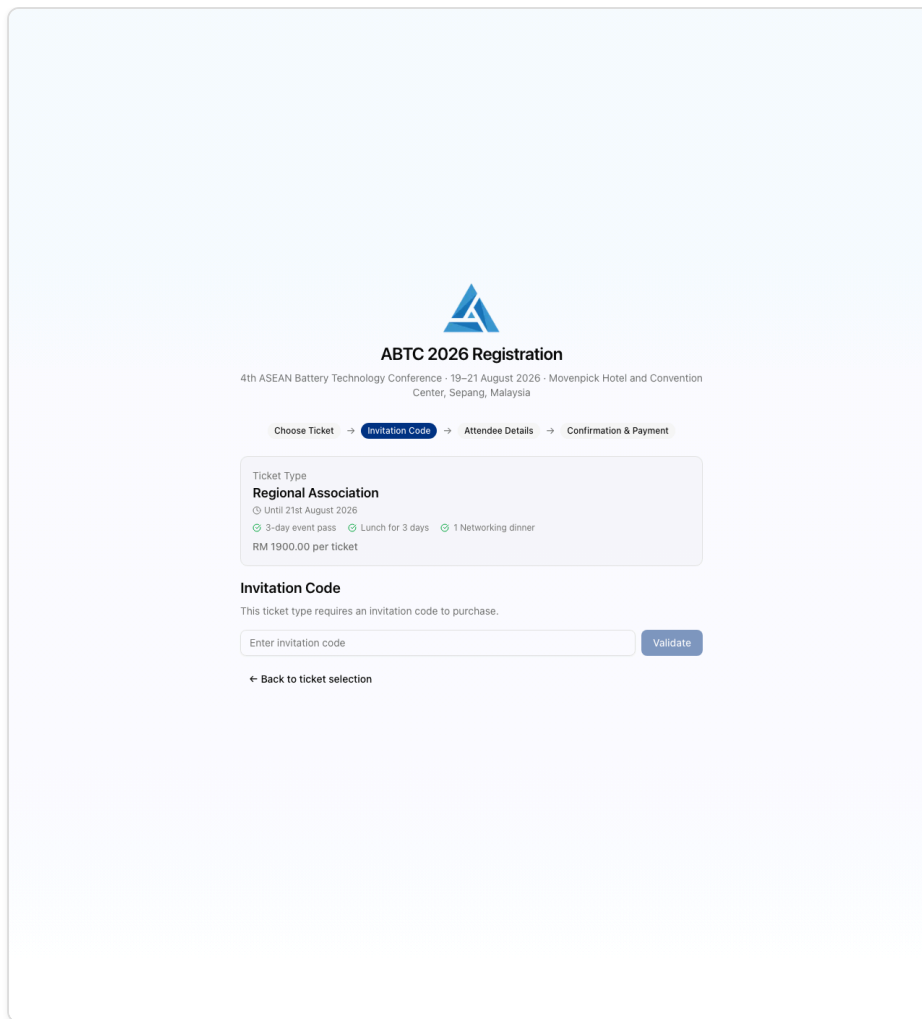 ABTC 2026 Registration
4th ASEAN Battery Technology Conference · 19–21 August 2026 · Movenpick Hotel and Convention
Center, Sepang, Malaysia
Choose Ticket → Invitation Code → Attendee Details → Confirmation & Payment
Ticket Type
Regional Association
Until 21st August 2026
3-day event pass Lunch for 3 days 1 Networking dinner
RM 1900.00 per ticket
Invitation Code
This ticket type requires an invitation code to purchase.
Enter invitation code Validate
← Back to ticket selection